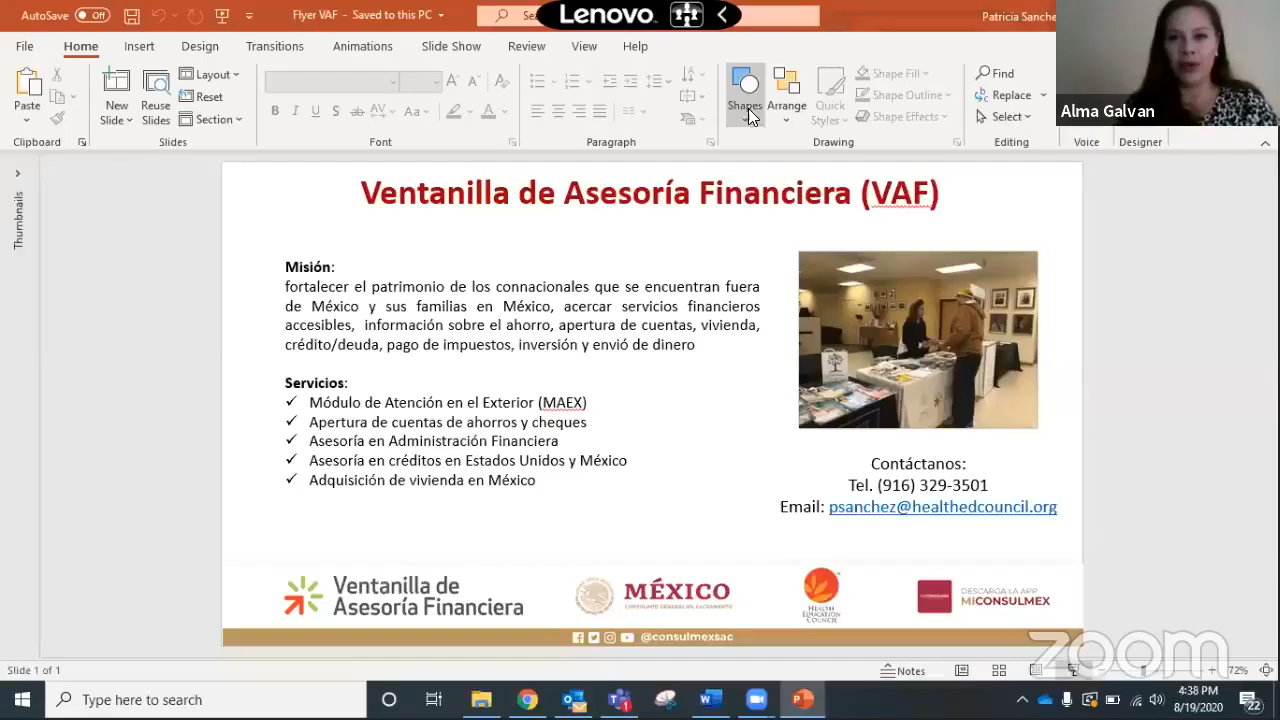 AutoSave Off
Flyer VAF - Saved to this PC
Lenovo
Patricia Sanche
File Home Insert Design Transitions Animations Slide Show Review View Help
Paste
New Slide
Reuse Slides
Layout
Reset
Section
B I U S ab AV Aa
Shapes
Arrange
Quick Styles
Shape Fill
Shape Outline
Shape Effects
Find
Replace
Select
Alma Galvan
Clipboard Slides Font Paragraph Drawing Editing Voice Designer
Thumbnails
Ventanilla de Asesoría Financiera (VAF)
Misión:
fortalecer el patrimonio de los connacionales que se encuentran fuera
de México y sus familias en México, acercar servicios financieros
accesibles, información sobre el ahorro, apertura de cuentas, vivienda,
crédito/deuda, pago de impuestos, inversión y envió de dinero
Servicios:
✓ Módulo de Atención en el Exterior (MAEX)
✓ Apertura de cuentas de ahorros y cheques
✓ Asesoría en Administración Financiera
✓ Asesoría en créditos en Estados Unidos y México
✓ Adquisición de vivienda en México
Contáctanos:
Tel. (916) 329-3501
Email: psanchez@healthedcouncil.org
Ventanilla de
Asesoría Financiera
MÉXICO
CONSULADO GENERAL EN SACRAMENTO
HEALTH
EDUCATION
COUNCIL
DESCARGA LA APP
MICONSULMEX
@consulmexsac
zoom
Slide 1 of 1
Notes
72%
Type here to search
4:38 PM
8/19/2020
22